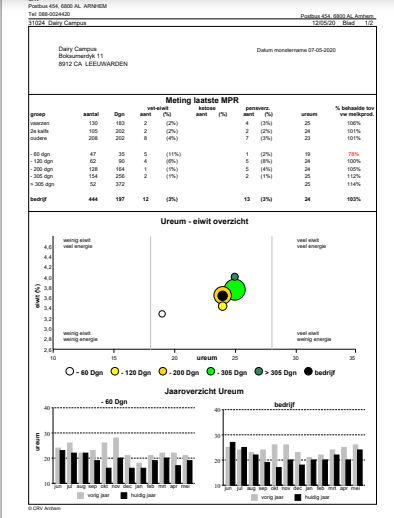 Postbus 454, 6800 AL ARNHEM
Tel: 088-0024420
Postbus 454, 6800 AL Arnhem
31024 Dairy Campus 12/05/20 Blad 1/2
Dairy Campus
Boksumerdyk 11
8912 CA LEEUWARDEN
Datum monstername 07-05-2020
Meting laatste MPR
vet-eiwit ketose pensverz. % behaalde tov
groep aantal Dgn aant (%) aant (%) aant (%) ureum vw melkprod.
vaarzen 130 183 2 (2%) 4 (3%) 25 106%
2e kalfs 105 202 2 (2%) 2 (2%) 24 101%
ouders 208 202 8 (4%) 7 (3%) 23 101%
- 60 dgn 47 35 5 (11%) 1 (2%) 19 78%
- 120 dgn 62 90 4 (6%) 5 (8%) 24 100%
- 200 dgn 128 164 1 (1%) 5 (4%) 24 105%
- 305 dgn 154 256 2 (1%) 2 (1%) 25 112%
> 305 dgn 52 372 25 114%
bedrijf 444 197 12 (3%) 13 (3%) 24 103%
Ureum - eiwit overzicht
weinig eiwit
veel energie
veel eiwit
veel energie
eiwit (%)
4,6
4,4
4,2
4,0
3,8
3,6
3,4
3,2
3,0
2,8
2,6
weinig eiwit
weinig energie
veel eiwit
weinig energie
10 15 20 25 30 35
ureum
- 60 Dgn - 120 Dgn - 200 Dgn - 305 Dgn > 305 Dgn bedrijf
Jaaroverzicht Ureum
- 60 Dgn
ureum
40
30
20
10
jun jul aug sep okt nov dec jan feb mrt apr mei
vorig jaar huidig jaar
bedrijf
40
30
20
10
jun jul aug sep okt nov dec jan feb mrt apr mei
vorig jaar huidig jaar
© CRV Arnhem